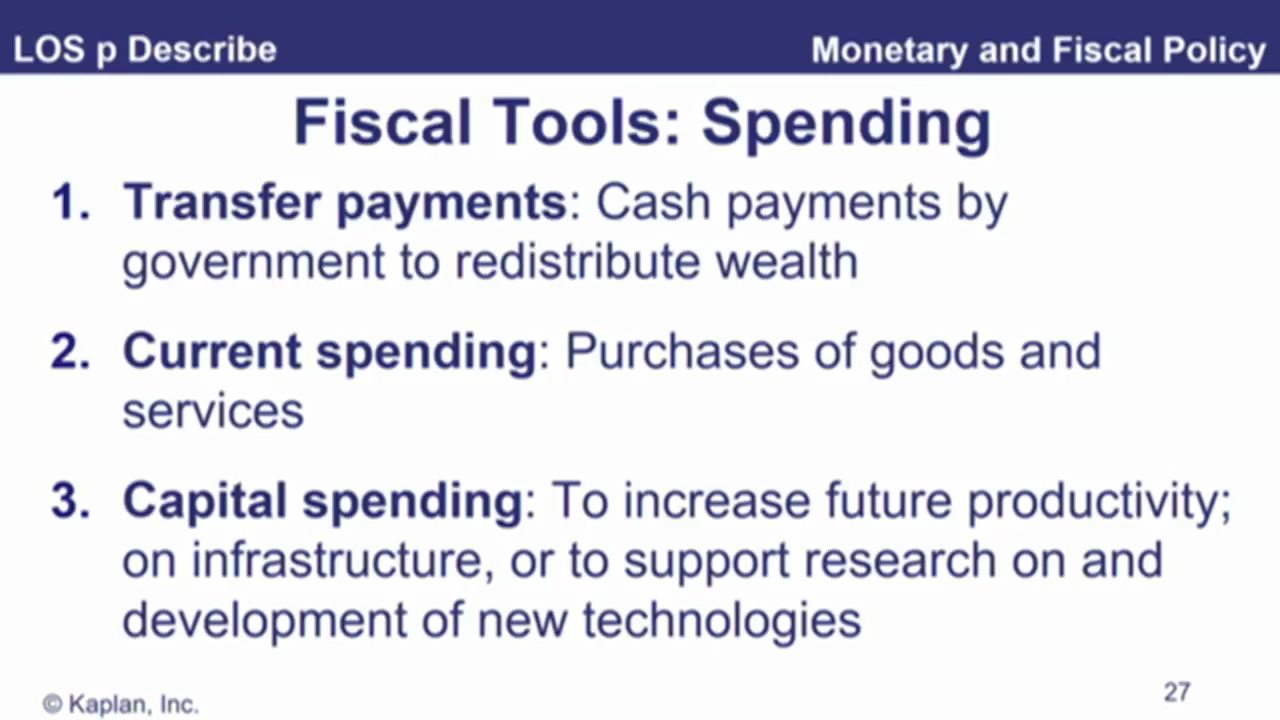 LOS p Describe
Monetary and Fiscal Policy
Fiscal Tools: Spending
1. Transfer payments: Cash payments by
government to redistribute wealth
2. Current spending: Purchases of goods and
services
3. Capital spending: To increase future productivity;
on infrastructure, or to support research on and
development of new technologies
© Kaplan, Inc.
27